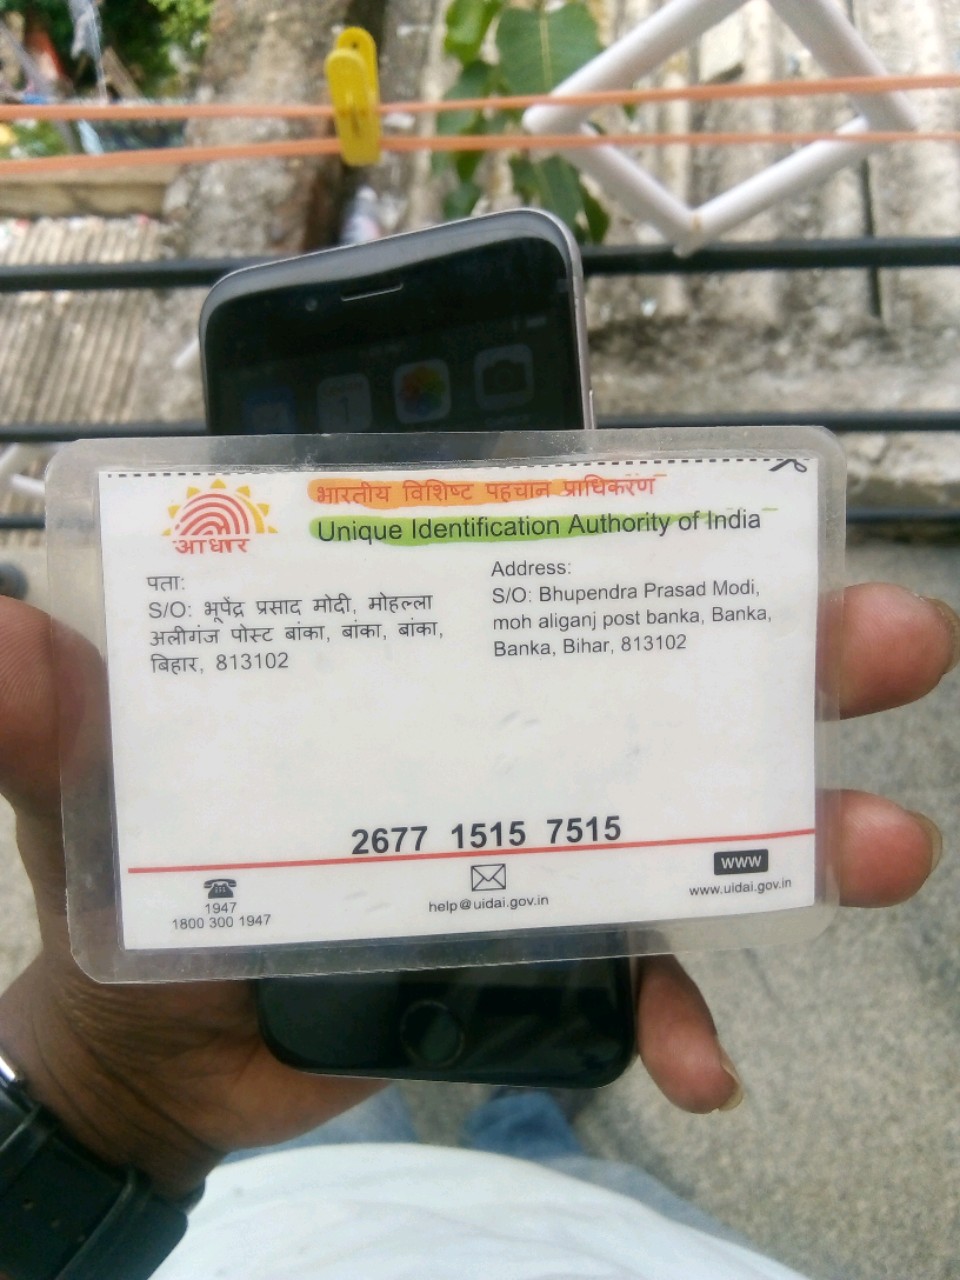 भारतीय विशिष्ट पहचान प्राधिकरण
Unique Identification Authority of India
आधार
पता:
S/O: भूपेंद्र प्रसाद मोदी, मोहल्ला
अलीगंज पोस्ट बांका, बांका, बांका,
बिहार, 813102
Address:
S/O: Bhupendra Prasad Modi,
moh aliganj post banka, Banka,
Banka, Bihar, 813102
2677 1515 7515
1947
1800 300 1947
help@uidai.gov.in
www
www.uidai.gov.in